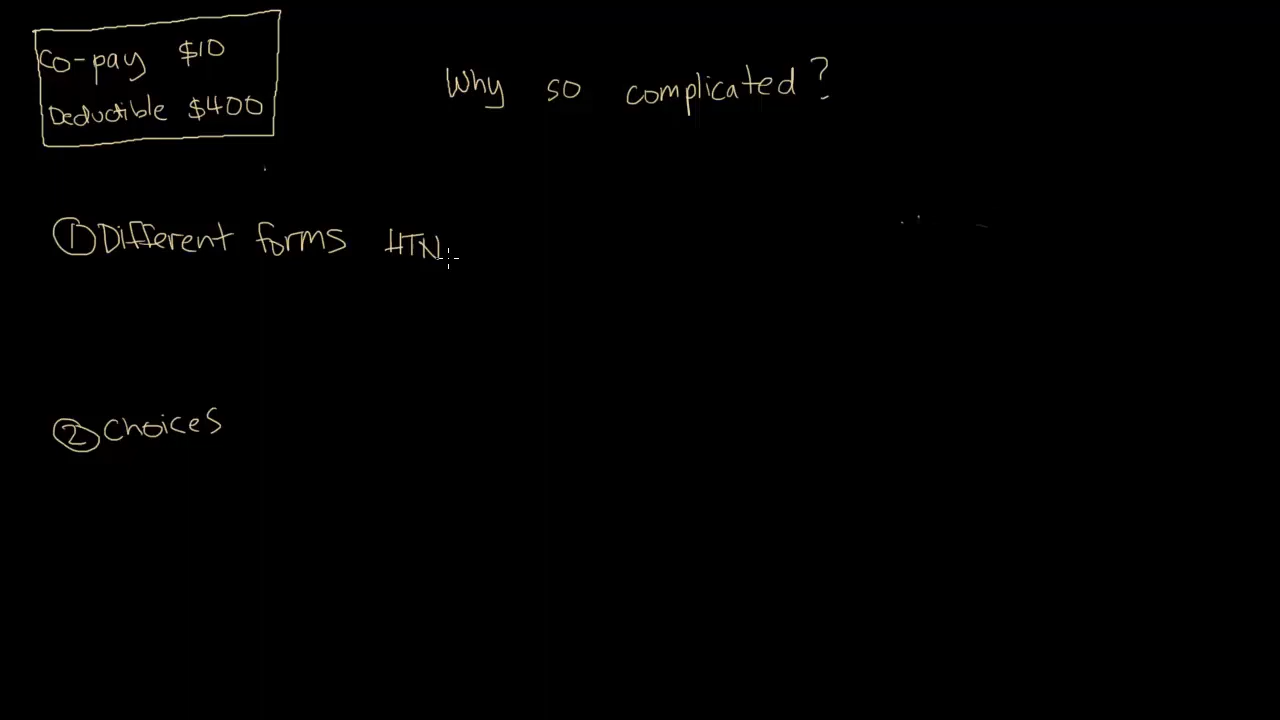 Co-pay $10
Deductible $400
Why so complicated?
① Different forms HTN
② Choices